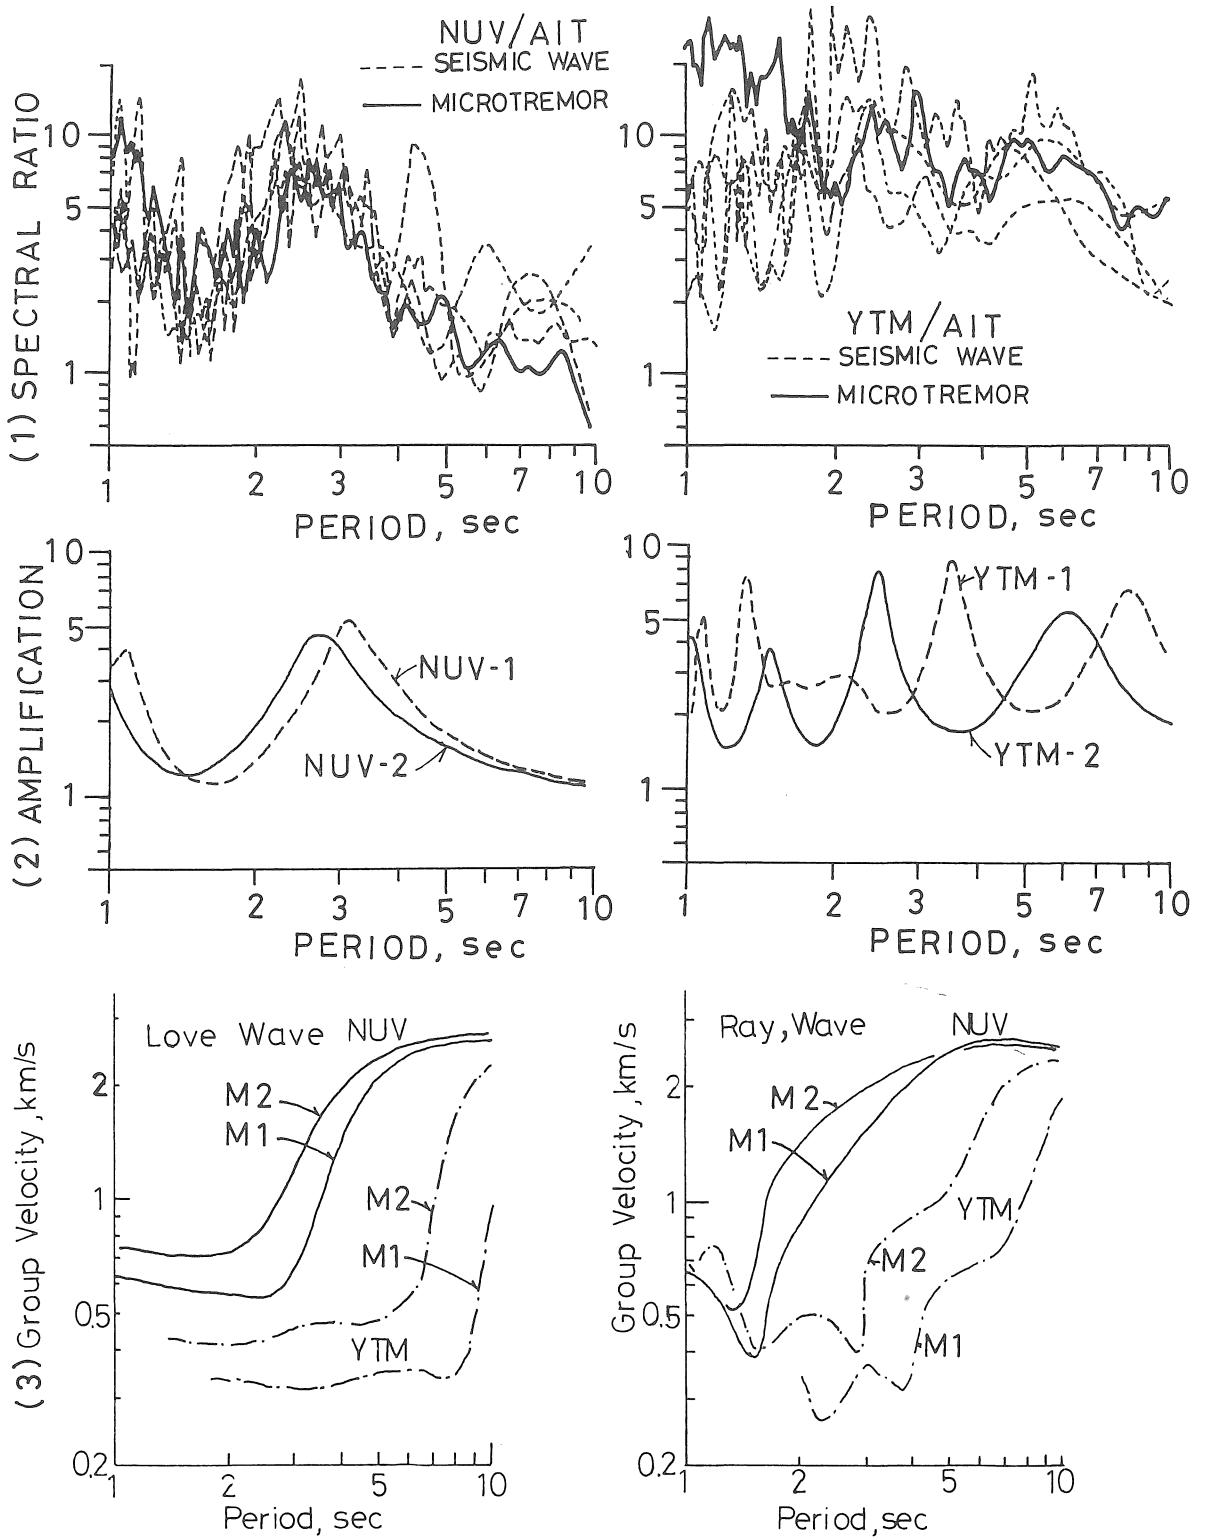 (1) SPECTRAL RATIO
NUV/AIT
SEISMIC WAVE
MICROTREMOR
10
5
1
1 2 3 5 7 10
PERIOD, sec
10
5
1
YTM/AIT
SEISMIC WAVE
MICROTREMOR
1 2 3 5 7 10
PERIOD, sec
(2) AMPLIFICATION
10
5
1
NUV-1
NUV-2
1 2 3 5 7 10
PERIOD, sec
10
5
1
YTM-1
YTM-2
1 2 3 5 7 10
PERIOD, sec
(3) Group Velocity, km/s
Love Wave NUV
2
M2
M1
1
M2
M1
0.5
YTM
0.2
1 2 5 10
Period, sec
Group Velocity, km/s
Ray, Wave NUV
2
M2
M1
1
YTM
M2
0.5
M1
0.2
1 2 5 10
Period, sec